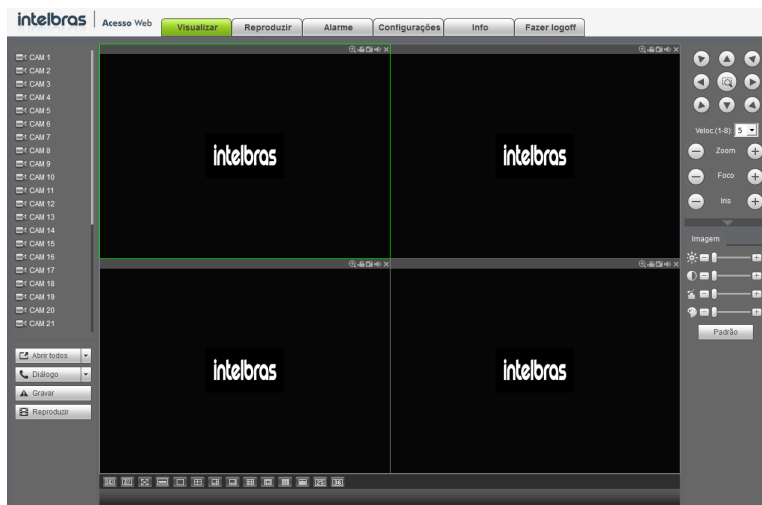 intelbras Acesso Web Visualizar Reproduzir Alarme Configurações Info Fazer logoff
CAM 1
CAM 2
CAM 3
CAM 4
CAM 5
CAM 6
CAM 7
CAM 8
CAM 9
CAM 10
CAM 11
CAM 12
CAM 13
CAM 14
CAM 15
CAM 16
CAM 17
CAM 18
CAM 19
CAM 20
CAM 21
Abrir todos
Diálogo
Gravar
Reproduzir
intelbras
intelbras
intelbras
intelbras
25 36
Veloc.(1-8): 5
Zoom
Foco
Iris
Imagem
Padrão